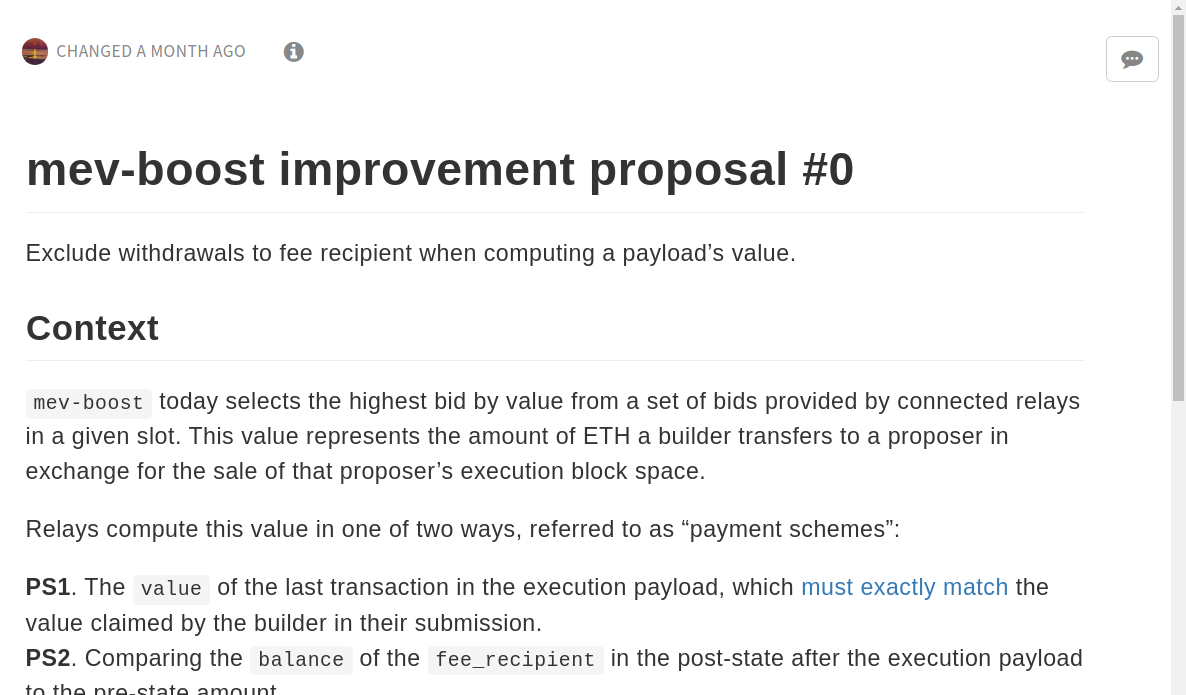 CHANGED A MONTH AGO
mev-boost improvement proposal #0
Exclude withdrawals to fee recipient when computing a payload’s value.
Context
mev-boost today selects the highest bid by value from a set of bids provided by connected relays
in a given slot. This value represents the amount of ETH a builder transfers to a proposer in
exchange for the sale of that proposer’s execution block space.
Relays compute this value in one of two ways, referred to as “payment schemes”:
PS1. The value of the last transaction in the execution payload, which must exactly match the
value claimed by the builder in their submission.
PS2. Comparing the balance of the fee_recipient in the post-state after the execution payload
to the pre-state amount.